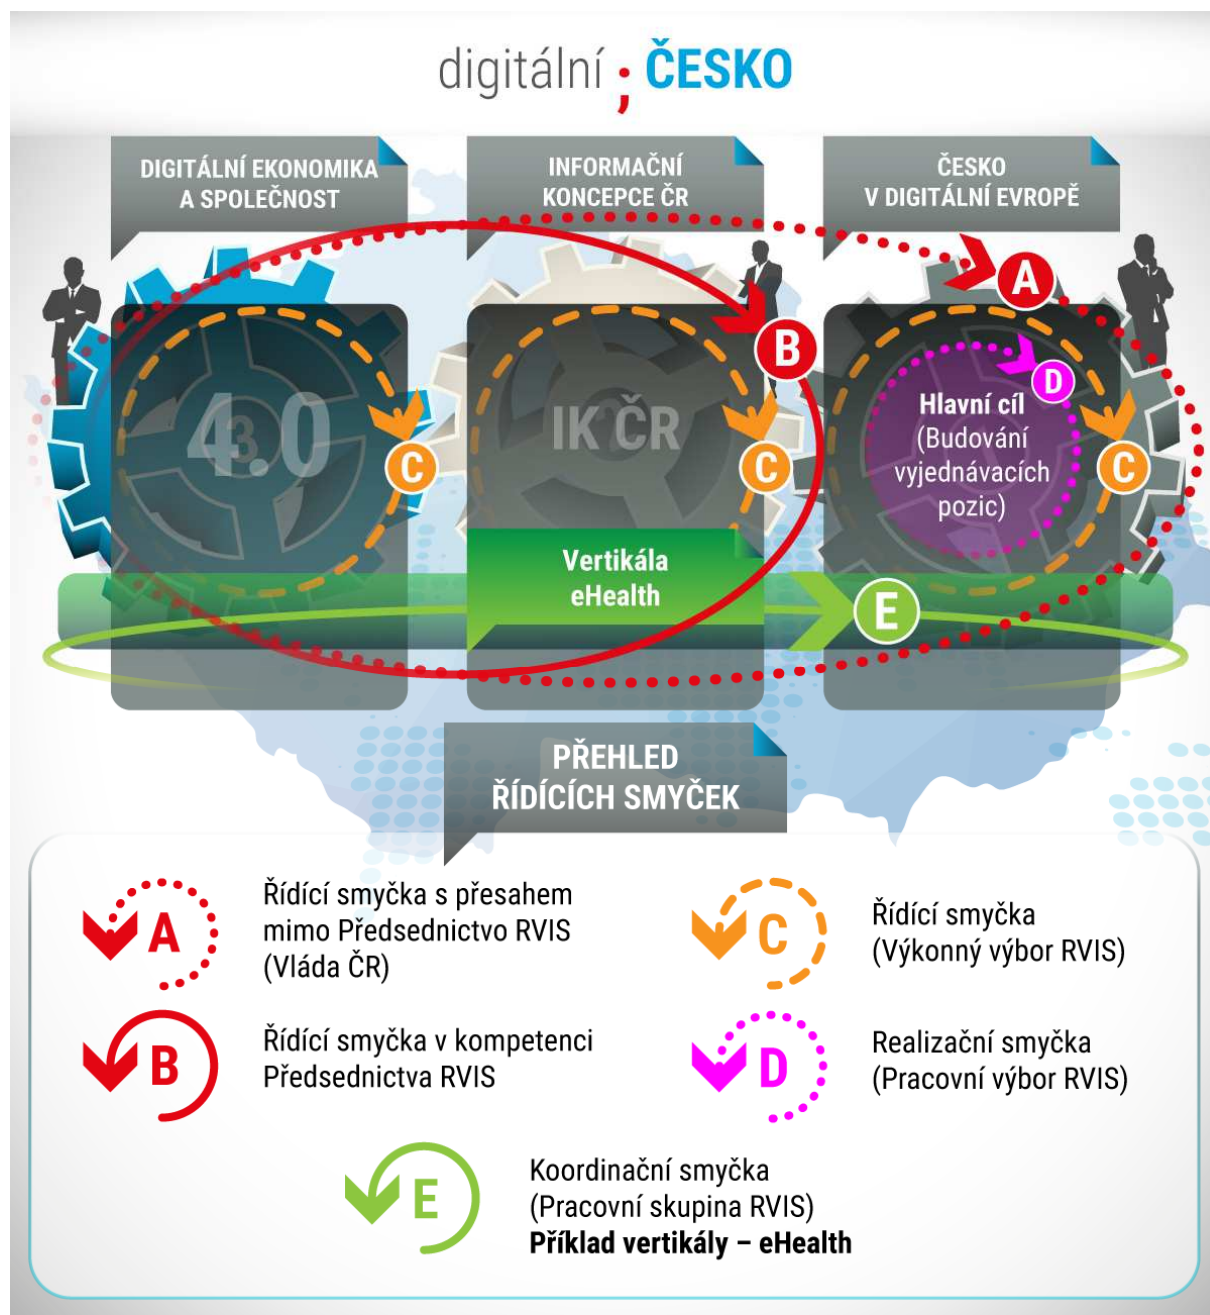 digitální ; ČESKO
DIGITÁLNÍ EKONOMIKA
A SPOLEČNOST
INFORMAČNÍ
KONCEPCE ČR
ČESKO
V DIGITÁLNÍ EVROPĚ
A
B
4.0
3
C
IK ČR
C
D
Hlavní cíl
(Budování
vyjednávacích
pozic)
C
Vertikála
eHealth
E
PŘEHLED
ŘÍDÍCÍCH SMYČEK
A
Řídící smyčka s přesahem
mimo Předsednictvo RVIS
(Vláda ČR)
B
Řídící smyčka v kompetenci
Předsednictva RVIS
C
Řídící smyčka
(Výkonný výbor RVIS)
D
Realizační smyčka
(Pracovní výbor RVIS)
E
Koordinační smyčka
(Pracovní skupina RVIS)
Příklad vertikály – eHealth